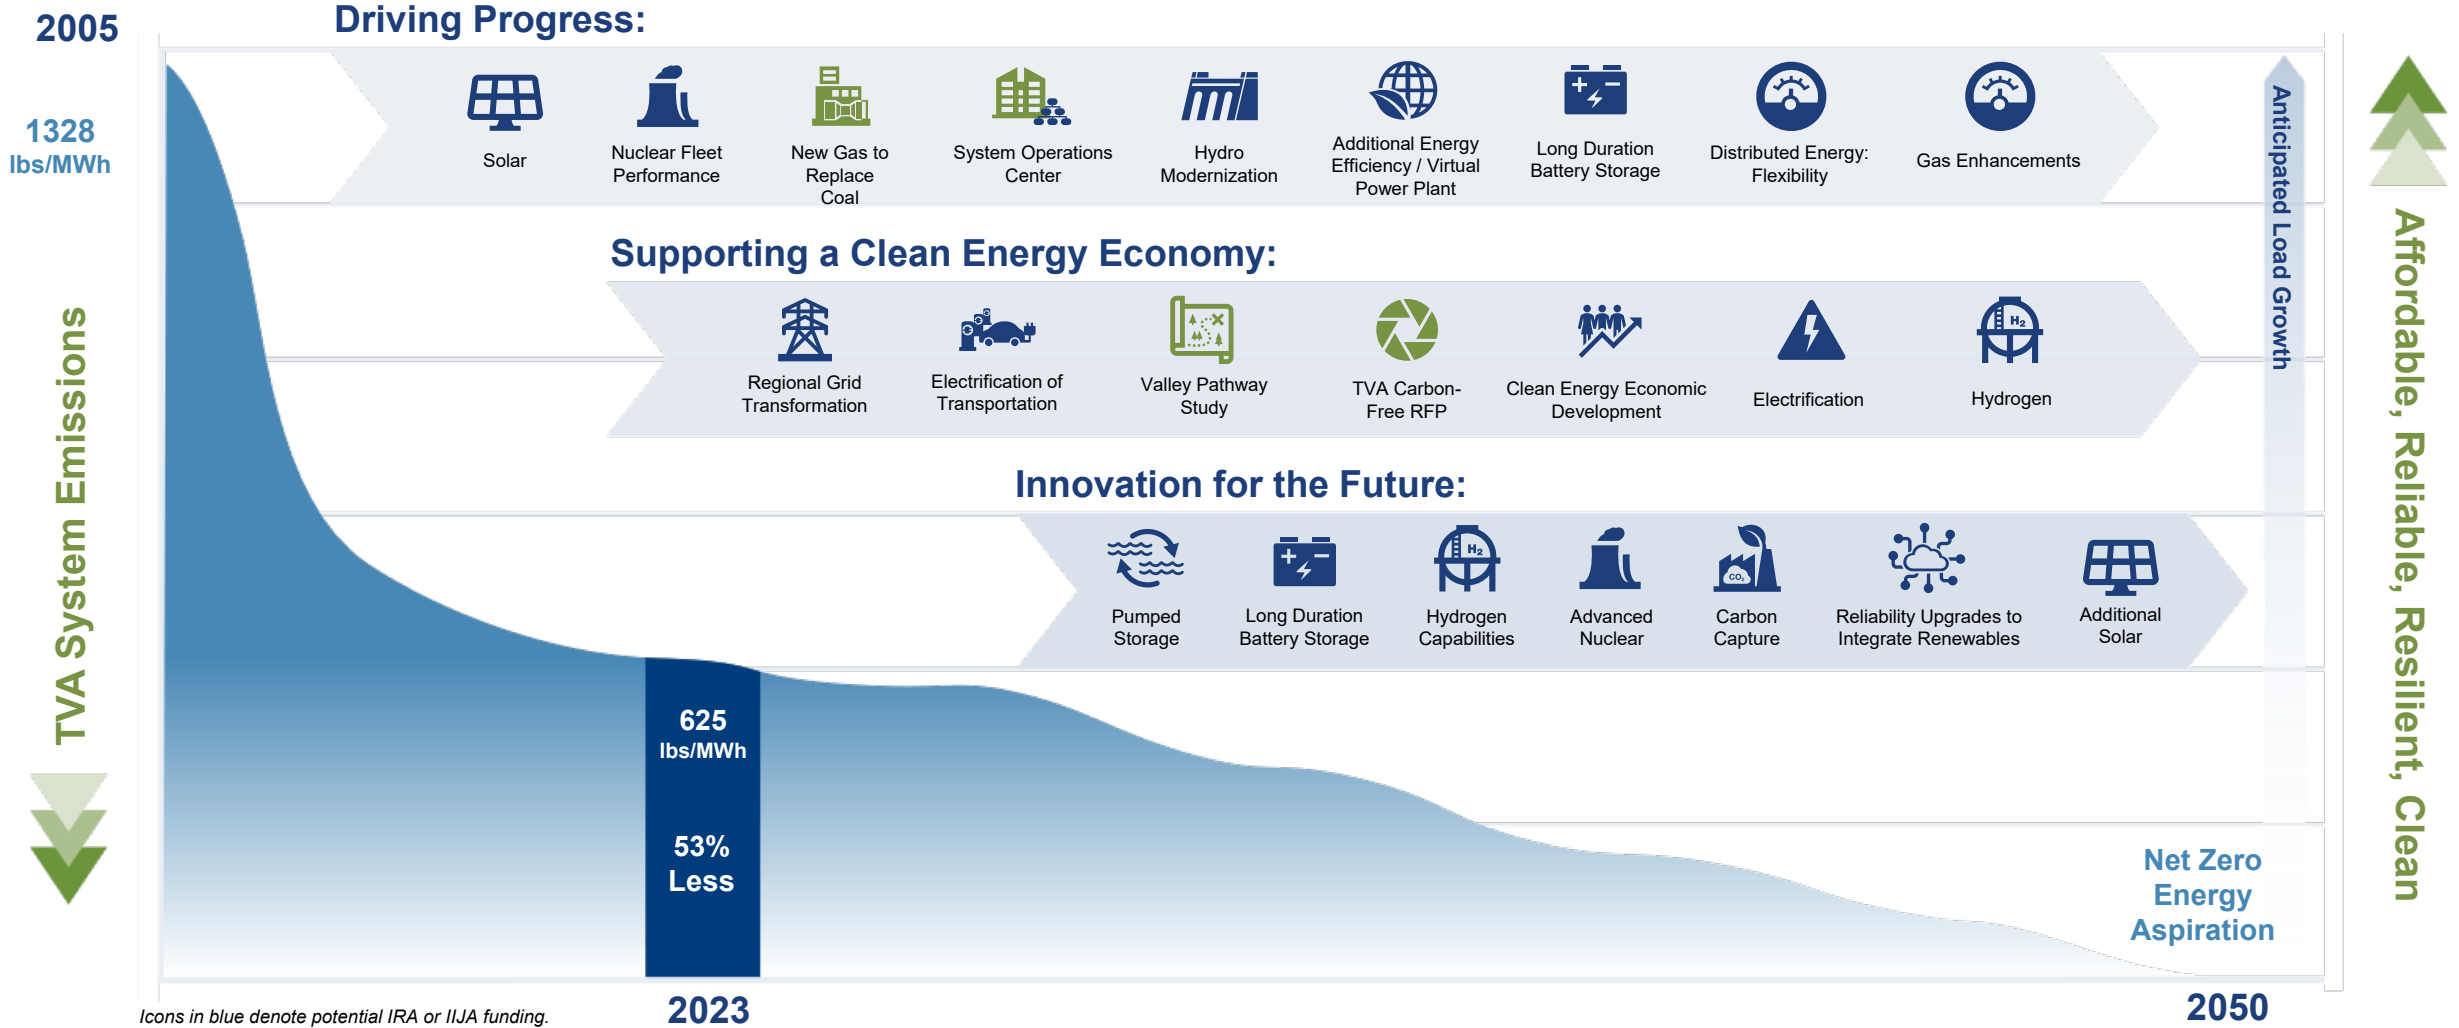 2005
1328
lbs/MWh
TVA System Emissions
Driving Progress:
Solar
Nuclear Fleet
Performance
New Gas to
Replace
Coal
System Operations
Center
Hydro
Modernization
Additional Energy
Efficiency / Virtual
Power Plant
Long Duration
Battery Storage
Distributed Energy:
Flexibility
Gas Enhancements
Supporting a Clean Energy Economy:
Regional Grid
Transformation
Electrification of
Transportation
Valley Pathway
Study
TVA Carbon-
Free RFP
Clean Energy Economic
Development
Electrification
H₂
Hydrogen
Innovation for the Future:
Pumped
Storage
Long Duration
Battery Storage
H₂
Hydrogen
Capabilities
Advanced
Nuclear
CO₂
Carbon
Capture
Reliability Upgrades to
Integrate Renewables
Additional
Solar
Anticipated Load Growth
Affordable, Reliable, Resilient, Clean
625
lbs/MWh
53%
Less
Net Zero
Energy
Aspiration
2023
2050
Icons in blue denote potential IRA or IIJA funding.